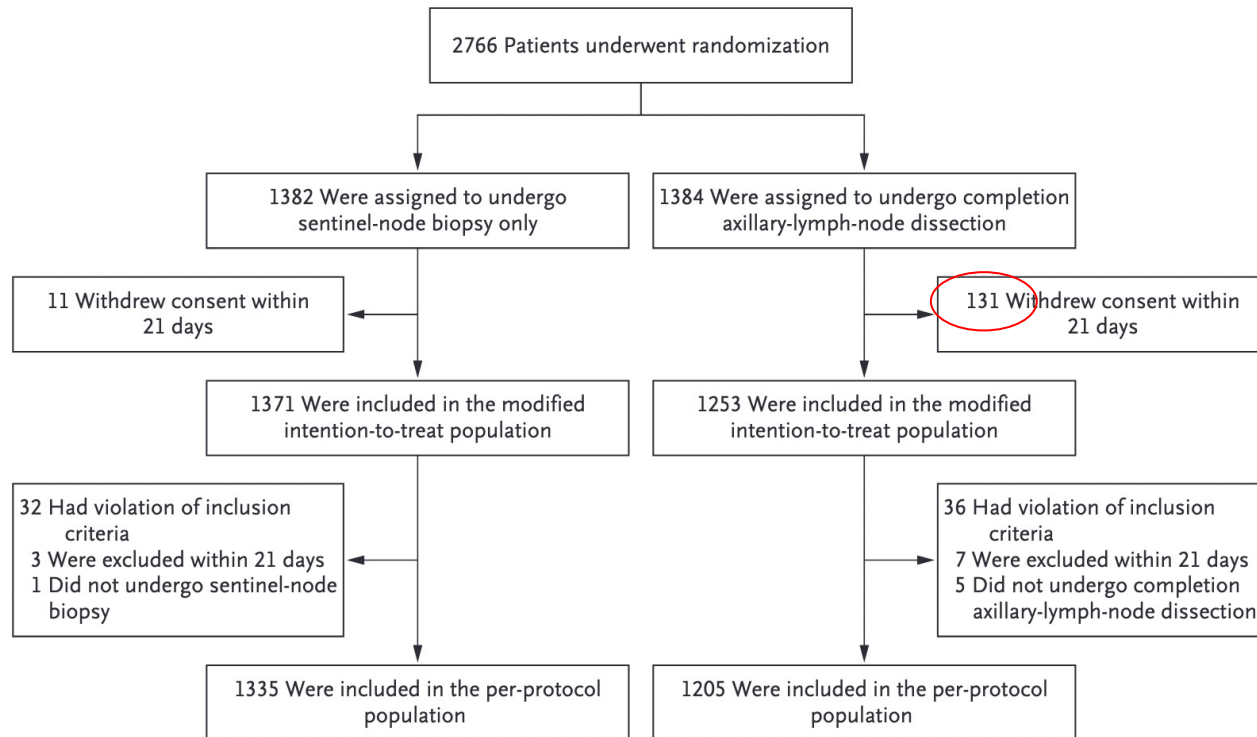 2766 Patients underwent randomization
1382 Were assigned to undergo
sentinel-node biopsy only
1384 Were assigned to undergo completion
axillary-lymph-node dissection
11 Withdrew consent within
21 days
131 Withdrew consent within
21 days
1371 Were included in the modified
intention-to-treat population
1253 Were included in the modified
intention-to-treat population
32 Had violation of inclusion
criteria
3 Were excluded within 21 days
1 Did not undergo sentinel-node
biopsy
36 Had violation of inclusion
criteria
7 Were excluded within 21 days
5 Did not undergo completion
axillary-lymph-node dissection
1335 Were included in the per-protocol
population
1205 Were included in the per-protocol
population